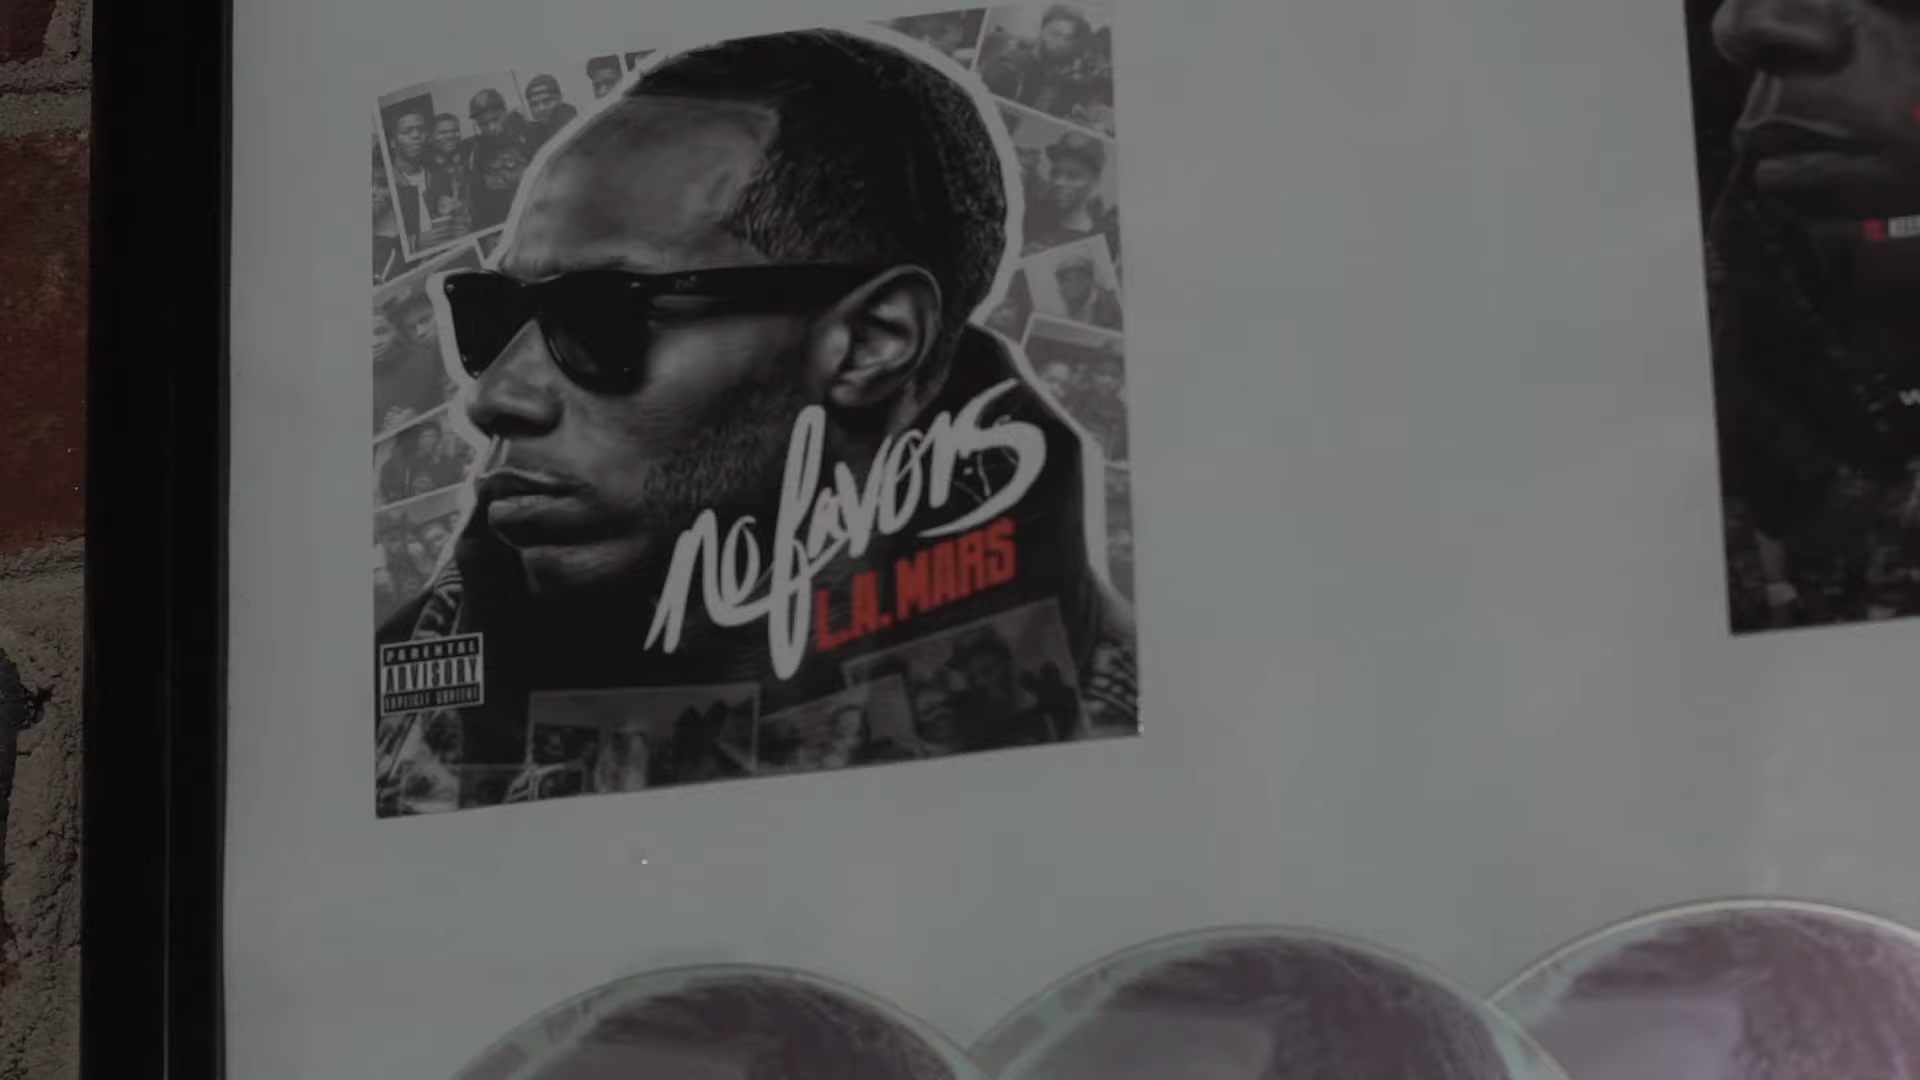 no favors
L.A. MARS
PARENTAL
ADVISORY
EXPLICIT CONTENT